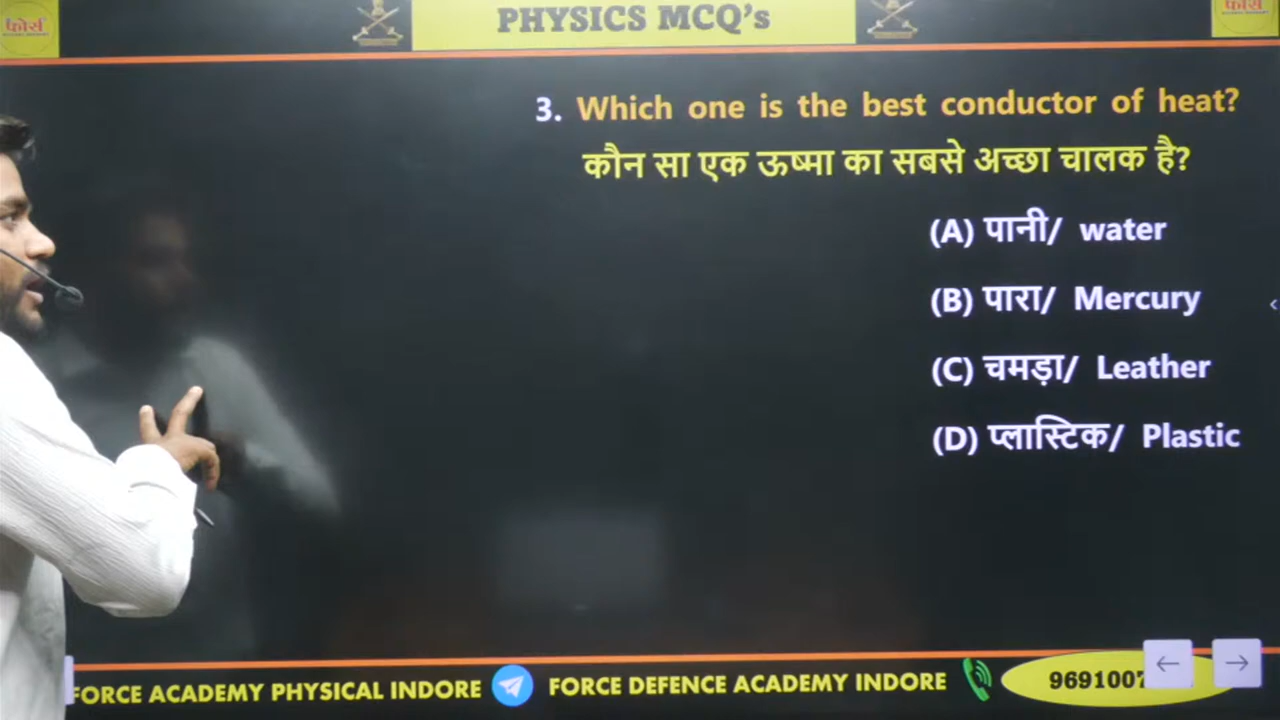 फोर्स
PHYSICS MCQ's
फोर्स
3. Which one is the best conductor of heat?
कौन सा एक ऊष्मा का सबसे अच्छा चालक है?
(A) पानी/ water
(B) पारा/ Mercury
(C) चमड़ा/ Leather
(D) प्लास्टिक/ Plastic
FORCE ACADEMY PHYSICAL INDORE FORCE DEFENCE ACADEMY INDORE 9691007